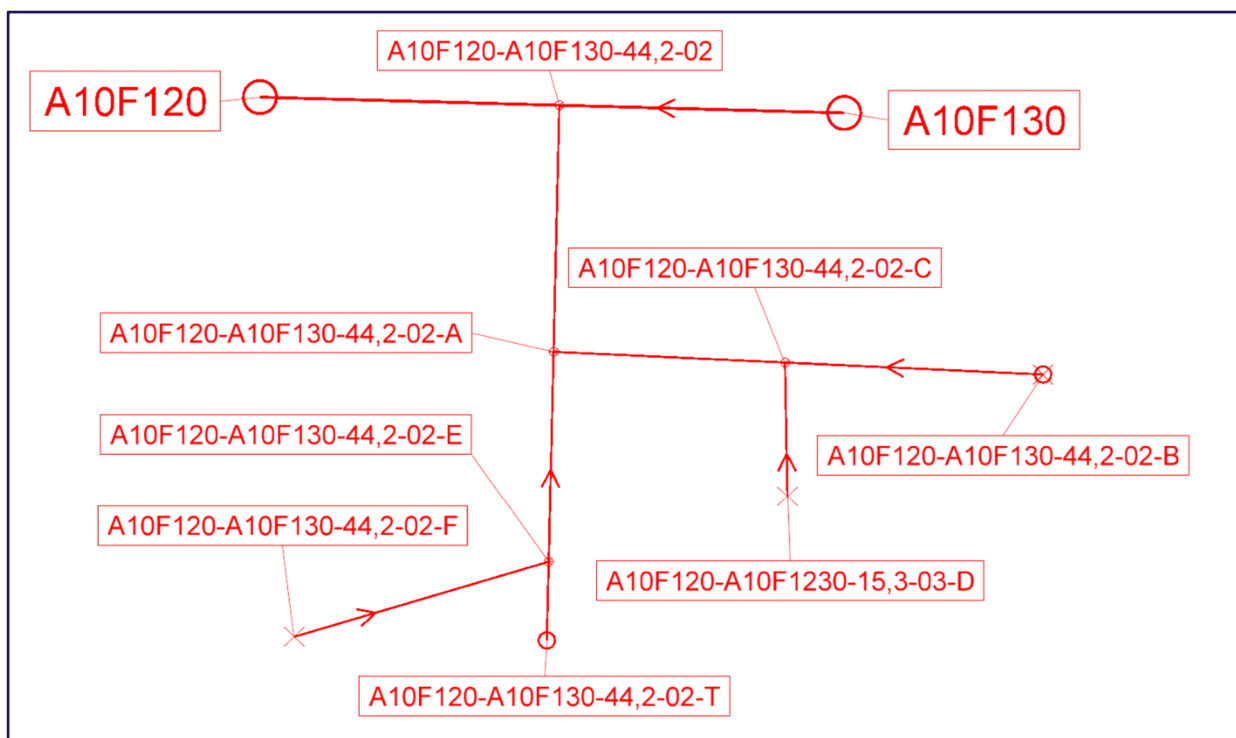 A10F120-A10F130-44,2-02
A10F120
A10F130
A10F120-A10F130-44,2-02-C
A10F120-A10F130-44,2-02-A
A10F120-A10F130-44,2-02-E
A10F120-A10F130-44,2-02-B
A10F120-A10F130-44,2-02-F
A10F120-A10F1230-15,3-03-D
A10F120-A10F130-44,2-02-T